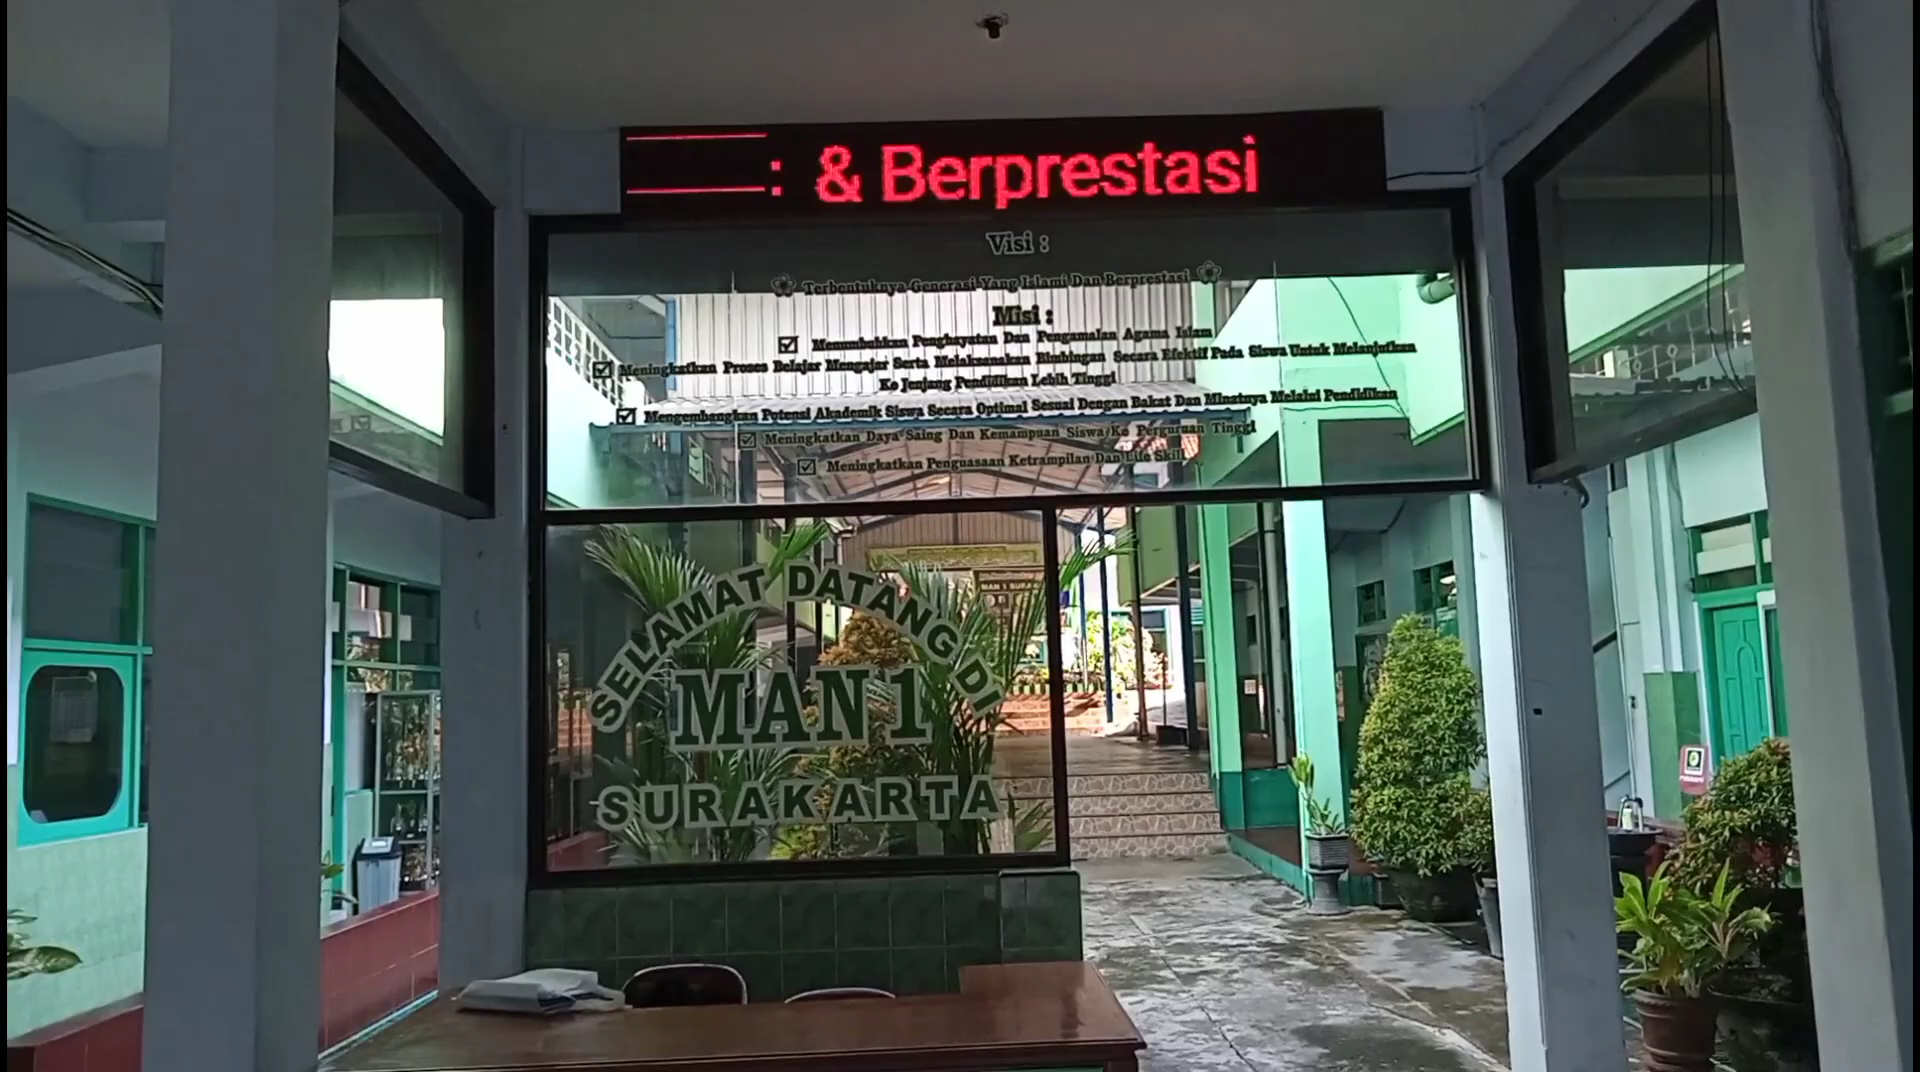 : & Berprestasi
Visi :
Terbentuknya Generasi Yang Islami Dan Berprestasi
Misi :
Menumbuhkan Penghayatan Dan Pengamalan Agama Islam
Meningkatkan Proses Belajar Mengajar Serta Melaksanakan Bimbingan Secara Efektif Pada Siswa Untuk Melanjutkan
Ke Jenjang Pendidikan Lebih Tinggi
Mengembangkan Potensi Akademik Siswa Secara Optimal Sesuai Dengan Bakat Dan Minatnya Melalui Pendidikan
Meningkatkan Daya Saing Dan Kemampuan Siswa Ke Perguruan Tinggi
Meningkatkan Penguasaan Ketrampilan Dan Life Skill
SELAMAT DATANG DI
MAN 1
SURAKARTA